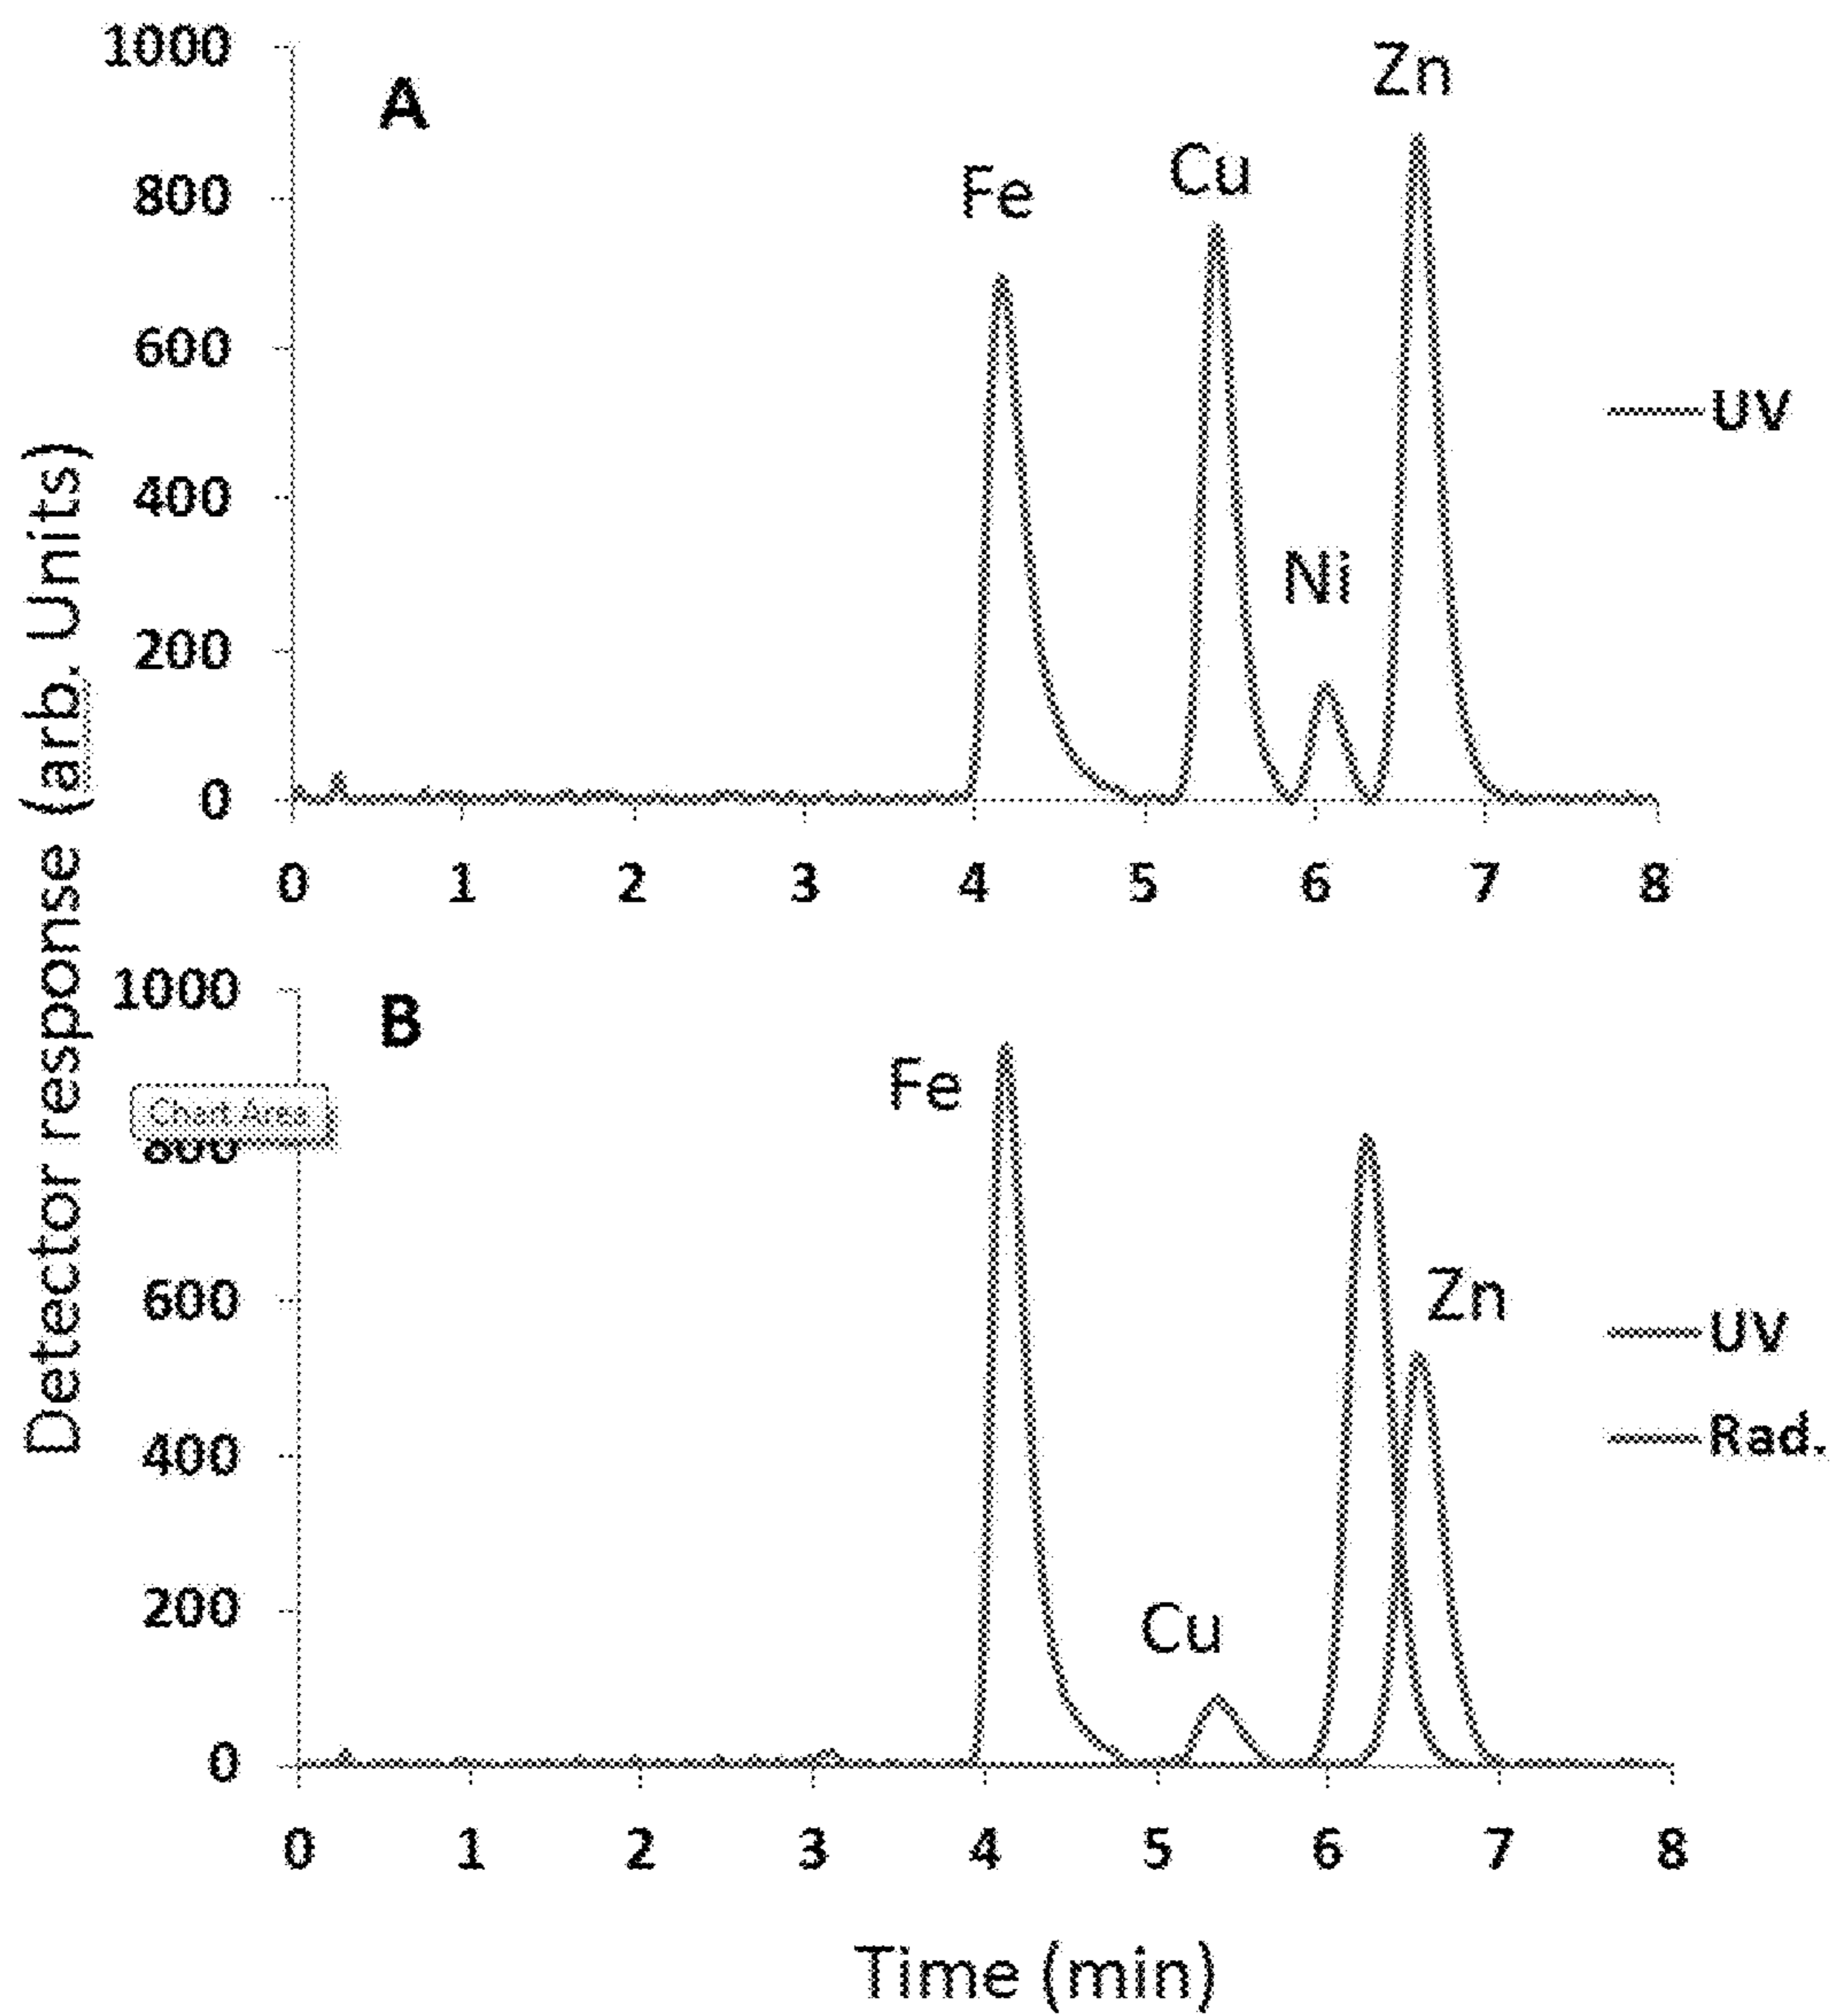 Detector response (arb. Units)
A
1000
800
600
400
200
0
Fe
Cu
Ni
Zn
UV
0 1 2 3 4 5 6 7 8
B
1000
Chart Area
800
600
400
200
0
Fe
Cu
Zn
UV
Rad.
0 1 2 3 4 5 6 7 8
Time (min)